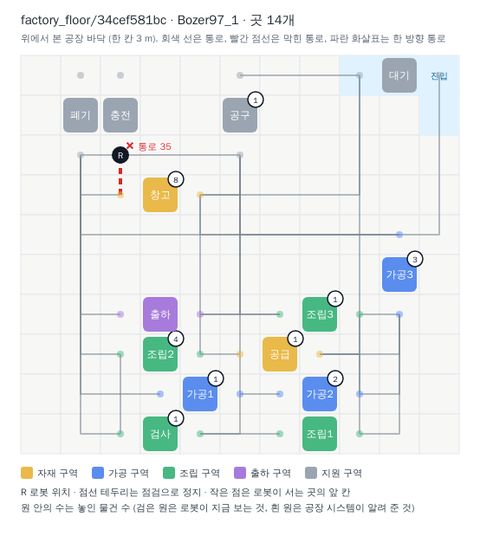 factory_floor/34cef581bc · Bozer97_1 · 곳 14개
위에서 본 공장 바닥 (한 칸 3 m). 회색 선은 통로, 빨간 점선은 막힌 통로, 파란 화살표는 한 방향 통로
대기
진입
폐기
충전
공구
1
R
통로 35
창고
8
가공3
3
출하
조립3
1
조립2
4
공급
1
가공1
1
가공2
2
검사
1
조립1
자재 구역
가공 구역
조립 구역
출하 구역
지원 구역
R 로봇 위치 · 점선 테두리는 점검으로 정지 · 작은 점은 로봇이 서는 곳의 앞 칸
원 안의 수는 놓인 물건 수 (검은 원은 로봇이 지금 보는 것, 흰 원은 공장 시스템이 알려 준 것)